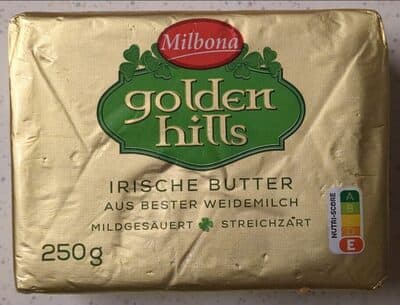 Milbona
golden
hills
IRISCHE BUTTER
AUS BESTER WEIDEMILCH
MILDGESÄUERT STREICHZART
250g
NUTRI-SCORE
A
B
E